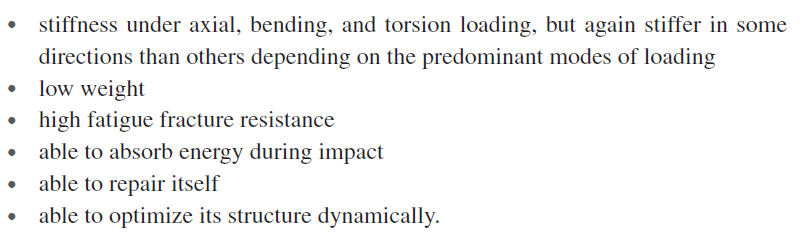 • stiffness under axial, bending, and torsion loading, but again stiffer in some
directions than others depending on the predominant modes of loading
• low weight
• high fatigue fracture resistance
• able to absorb energy during impact
• able to repair itself
• able to optimize its structure dynamically.